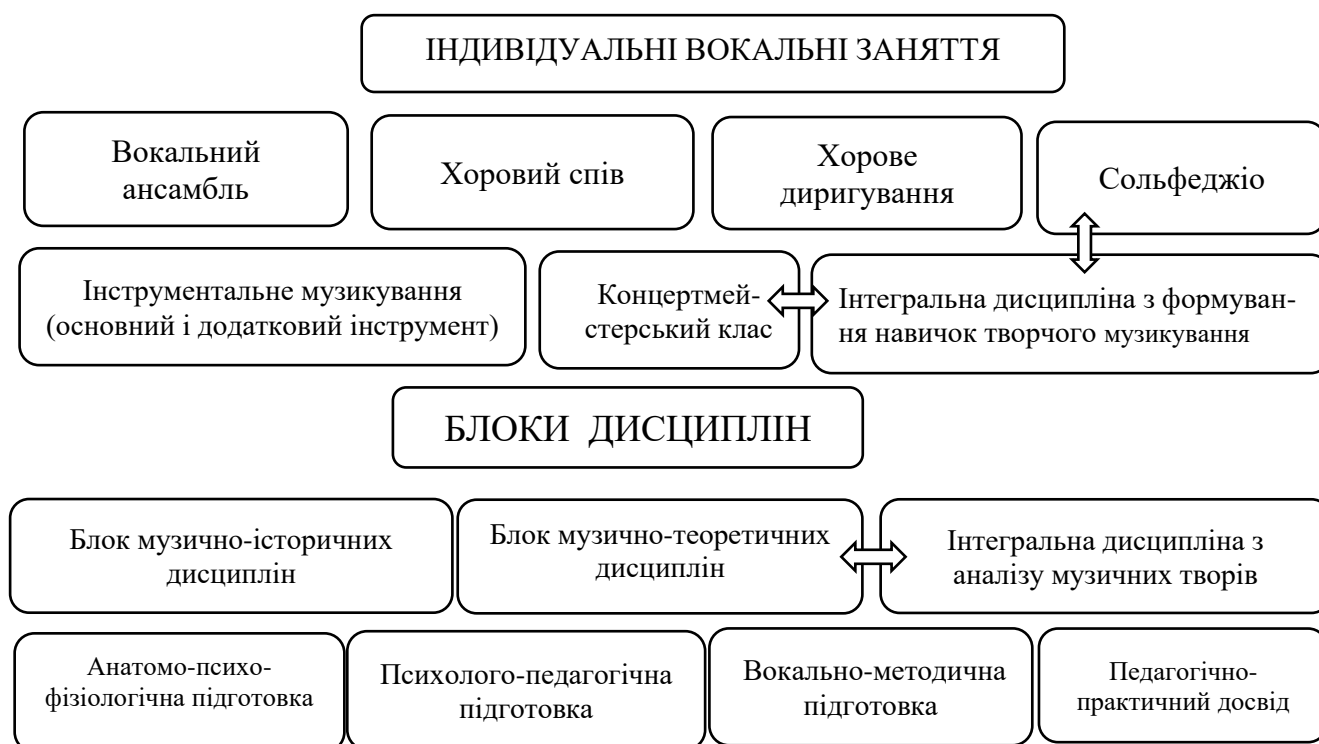 ІНДИВІДУАЛЬНІ ВОКАЛЬНІ ЗАНЯТТЯ
Вокальний
ансамбль
Хоровий спів
Хорове
диригування
Сольфеджіо
Інструментальне музикування
(основний і додатковий інструмент)
Концертмей-
стерський клас
Інтегральна дисципліна з формуван-
ня навичок творчого музикування
БЛОКИ ДИСЦИПЛІН
Блок музично-історичних
дисциплін
Блок музично-теоретичних
дисциплін
Інтегральна дисципліна з
аналізу музичних творів
Анатомо-психо-
фізіологічна підготовка
Психолого-педагогічна
підготовка
Вокально-методична
підготовка
Педагогічно-
практичний досвід